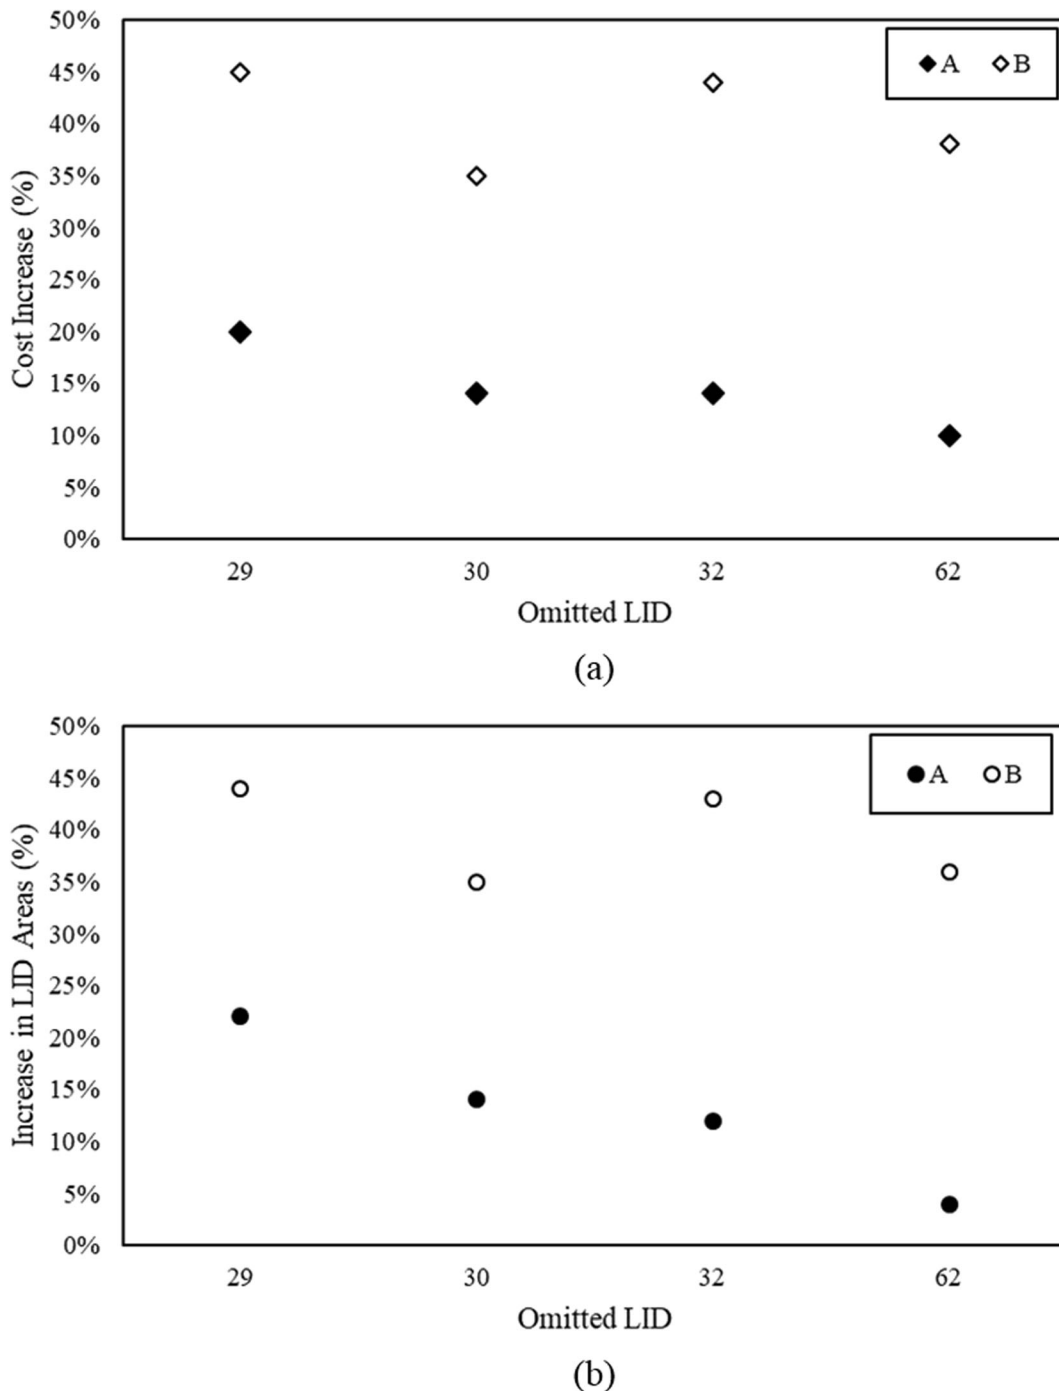 50%
A B
45%
40%
35%
30%
25%
20%
15%
10%
5%
0%
Cost Increase (%)
29 30 32 62
Omitted LID
(a)
50%
A B
45%
40%
35%
30%
25%
20%
15%
10%
5%
0%
Increase in LID Areas (%)
29 30 32 62
Omitted LID
(b)